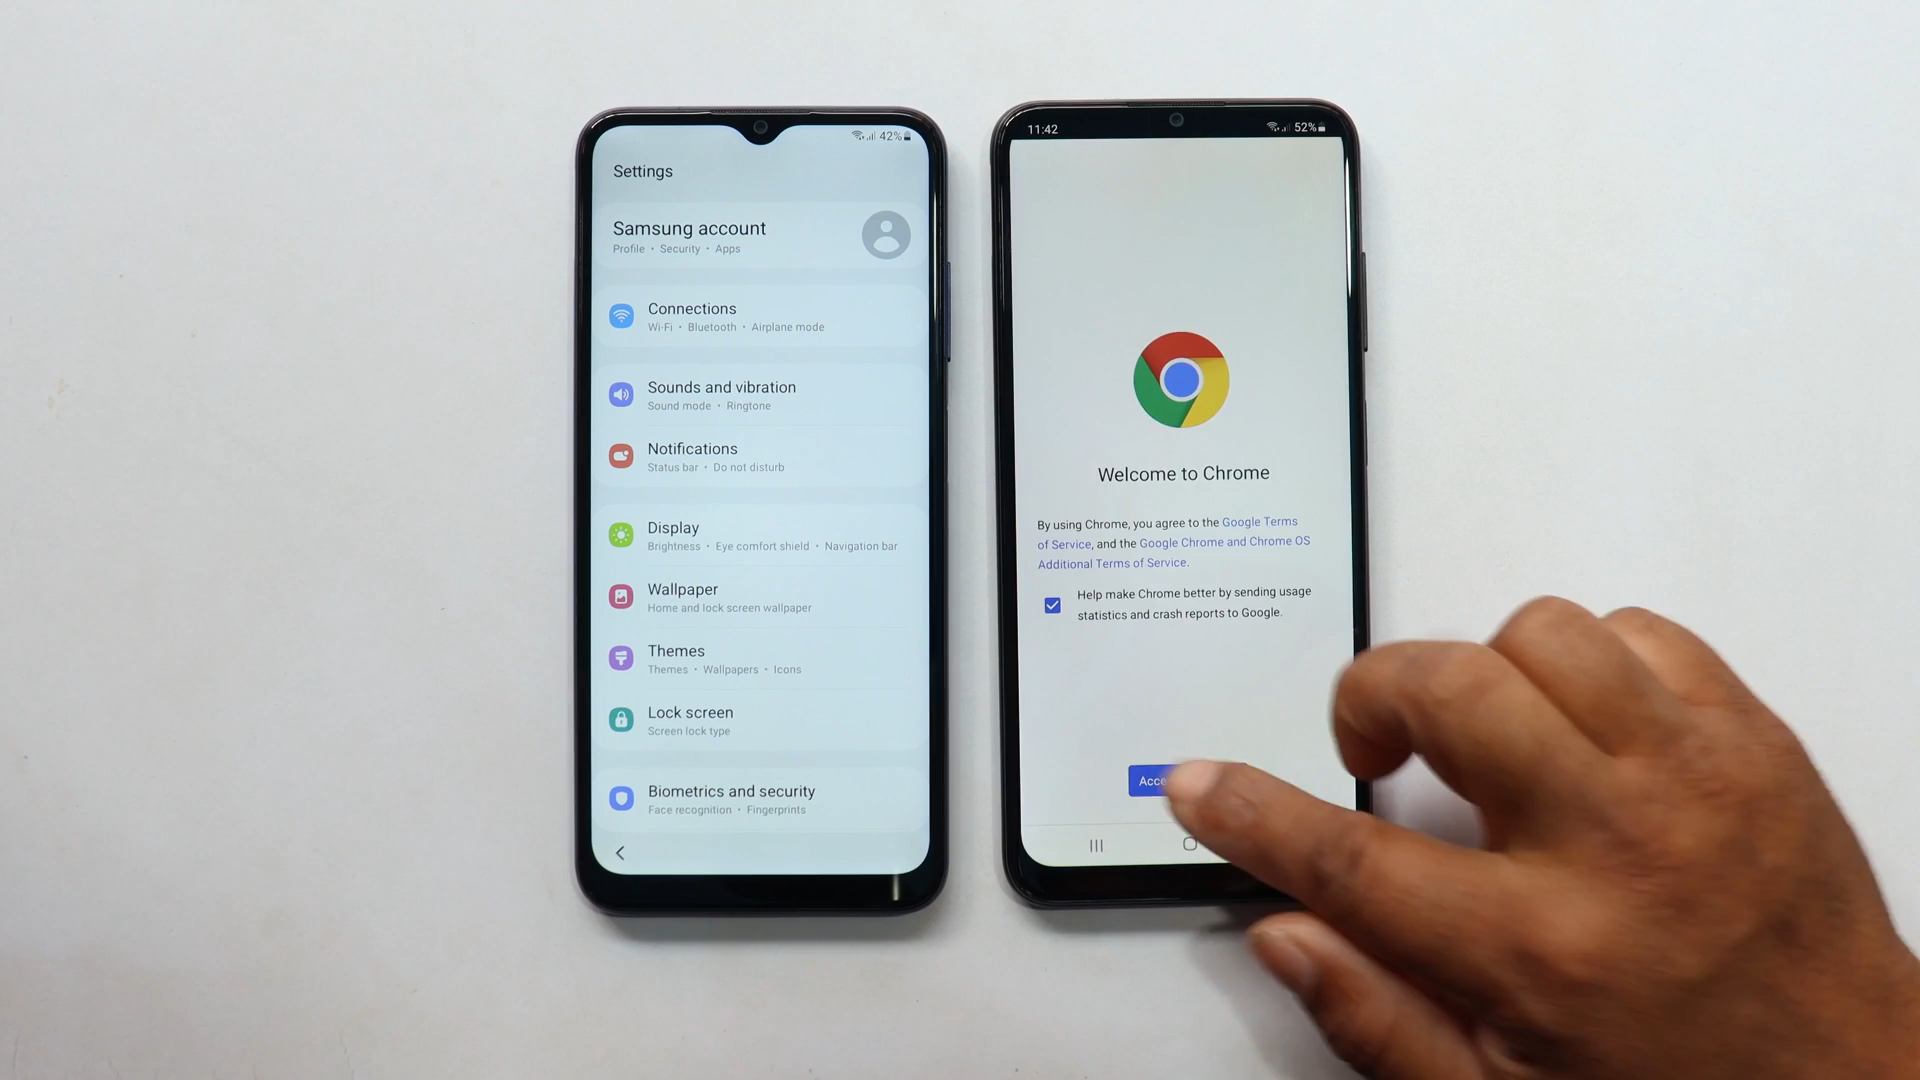 42%
Settings
Samsung account
Profile • Security • Apps
Connections
Wi-Fi • Bluetooth • Airplane mode
Sounds and vibration
Sound mode • Ringtone
Notifications
Status bar • Do not disturb
Display
Brightness • Eye comfort shield • Navigation bar
Wallpaper
Home and lock screen wallpaper
Themes
Themes • Wallpapers • Icons
Lock screen
Screen lock type
Biometrics and security
Face recognition • Fingerprints
11:42 52%
Welcome to Chrome
By using Chrome, you agree to the Google Terms
of Service, and the Google Chrome and Chrome OS
Additional Terms of Service.
Help make Chrome better by sending usage
statistics and crash reports to Google.